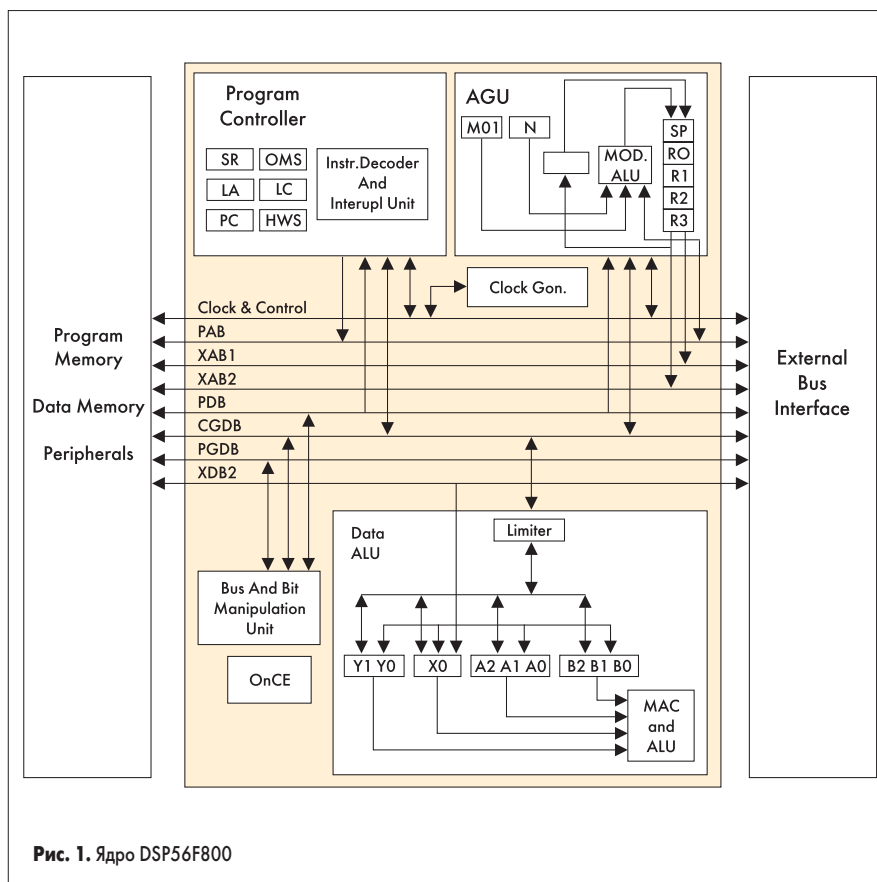 Program
Controller
SR
OMS
LA
LC
PC
HWS
Instr.Decoder
And
Interupl Unit
AGU
M01
N
MOD.
ALU
SP
RO
R1
R2
R3
Clock Gon.
Clock & Control
PAB
XAB1
XAB2
PDB
CGDB
PGDB
XDB2
Program
Memory
Data Memory
Peripherals
External
Bus
Interface
Data
ALU
Limiter
Bus And Bit
Manipulation
Unit
OnCE
Y1 Y0
X0
A2 A1 A0
B2 B1 B0
MAC
and
ALU
Рис. 1. Ядро DSP56F800